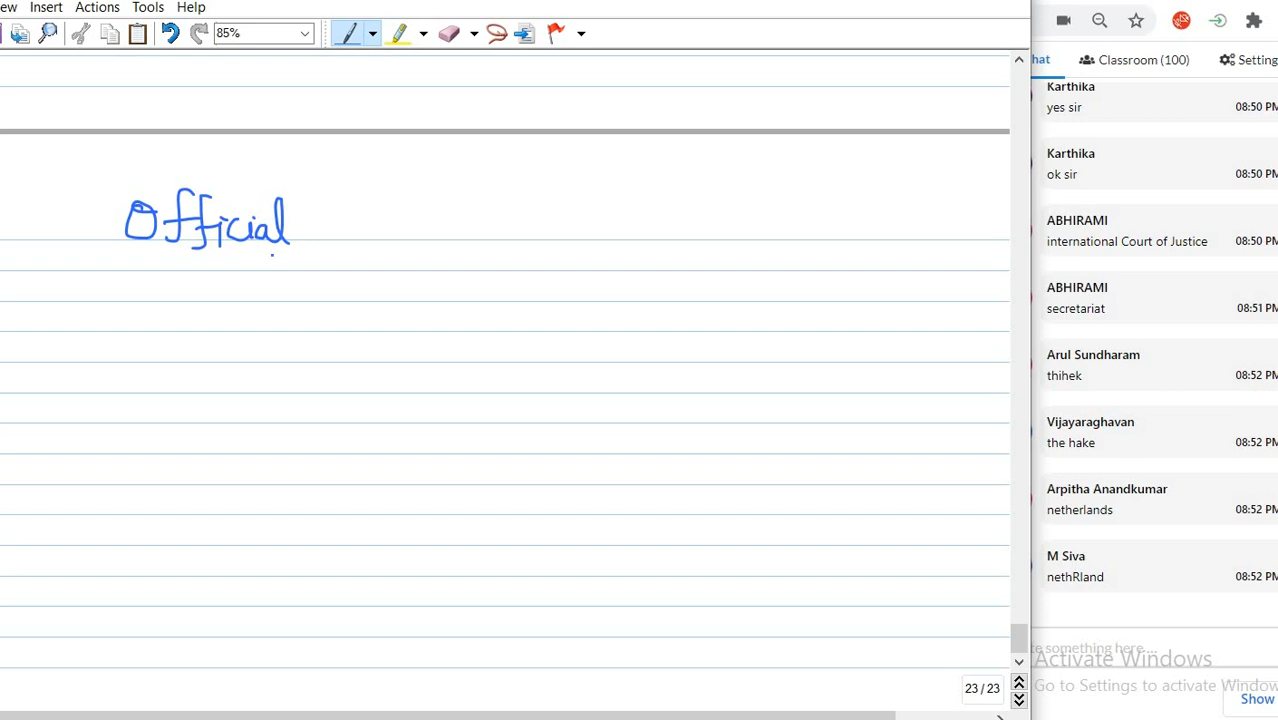 ew Insert Actions Tools Help
85%
Official
23 / 23
hat Classroom (100) Setting
Karthika
yes sir 08:50 PM
Karthika
ok sir 08:50 PM
ABHIRAMI
international Court of Justice 08:50 PM
ABHIRAMI
secretariat 08:51 PM
Arul Sundharam
thihek 08:52 PM
Vijayaraghavan
the hake 08:52 PM
Arpitha Anandkumar
netherlands 08:52 PM
M Siva
nethRland 08:52 PM
e something here...
Activate Windows
Go to Settings to activate Window
Show